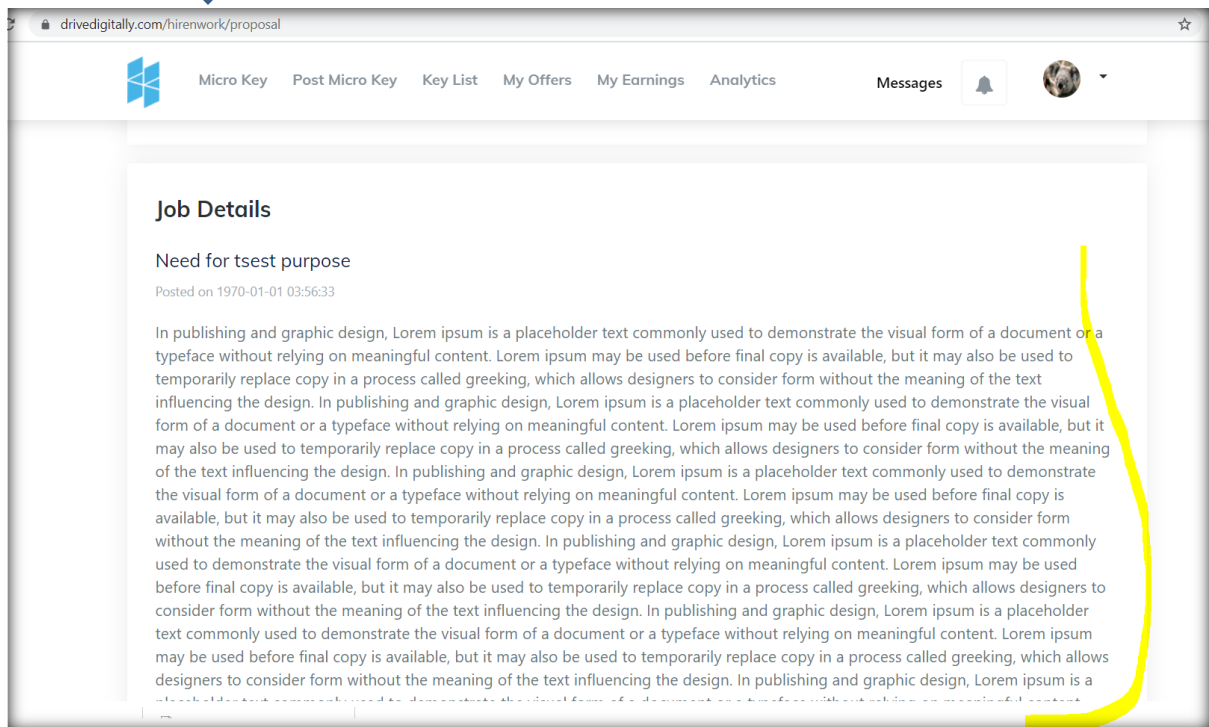 drivedigitally.com/hirenwork/proposal
Micro Key Post Micro Key Key List My Offers My Earnings Analytics Messages
Job Details
Need for tsest purpose
Posted on 1970-01-01 03:56:33
In publishing and graphic design, Lorem ipsum is a placeholder text commonly used to demonstrate the visual form of a document or a
typeface without relying on meaningful content. Lorem ipsum may be used before final copy is available, but it may also be used to
temporarily replace copy in a process called greeking, which allows designers to consider form without the meaning of the text
influencing the design. In publishing and graphic design, Lorem ipsum is a placeholder text commonly used to demonstrate the visual
form of a document or a typeface without relying on meaningful content. Lorem ipsum may be used before final copy is available, but it
may also be used to temporarily replace copy in a process called greeking, which allows designers to consider form without the meaning
of the text influencing the design. In publishing and graphic design, Lorem ipsum is a placeholder text commonly used to demonstrate
the visual form of a document or a typeface without relying on meaningful content. Lorem ipsum may be used before final copy is
available, but it may also be used to temporarily replace copy in a process called greeking, which allows designers to consider form
without the meaning of the text influencing the design. In publishing and graphic design, Lorem ipsum is a placeholder text commonly
used to demonstrate the visual form of a document or a typeface without relying on meaningful content. Lorem ipsum may be used
before final copy is available, but it may also be used to temporarily replace copy in a process called greeking, which allows designers to
consider form without the meaning of the text influencing the design. In publishing and graphic design, Lorem ipsum is a placeholder
text commonly used to demonstrate the visual form of a document or a typeface without relying on meaningful content. Lorem ipsum
may be used before final copy is available, but it may also be used to temporarily replace copy in a process called greeking, which allows
designers to consider form without the meaning of the text influencing the design. In publishing and graphic design, Lorem ipsum is a
placeholder text commonly used to demonstrate the visual form of a document or a typeface without relying on meaningful content.